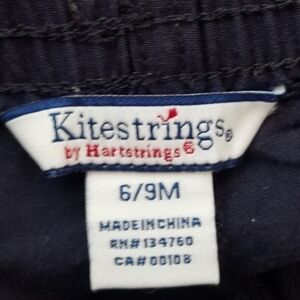 Kitestrings®
by Hartstrings®
6/9M
MADE IN CHINA
RN#134760
CA#00108